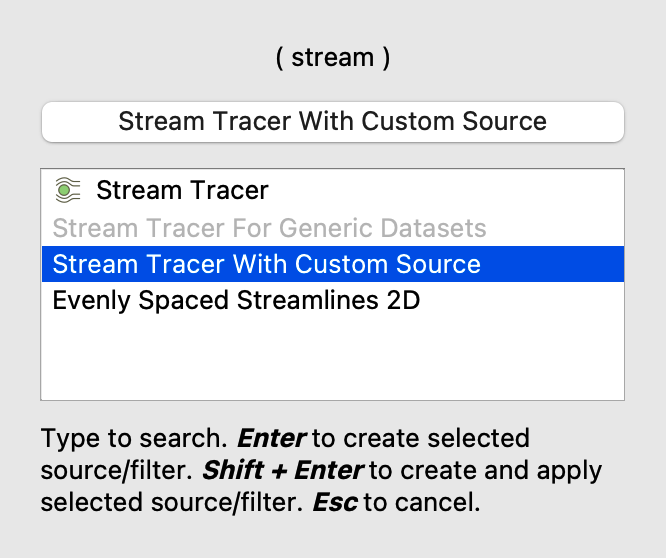 ( stream )
Stream Tracer With Custom Source
Stream Tracer
Stream Tracer For Generic Datasets
Stream Tracer With Custom Source
Evenly Spaced Streamlines 2D
Type to search. Enter to create selected
source/filter. Shift + Enter to create and apply
selected source/filter. Esc to cancel.